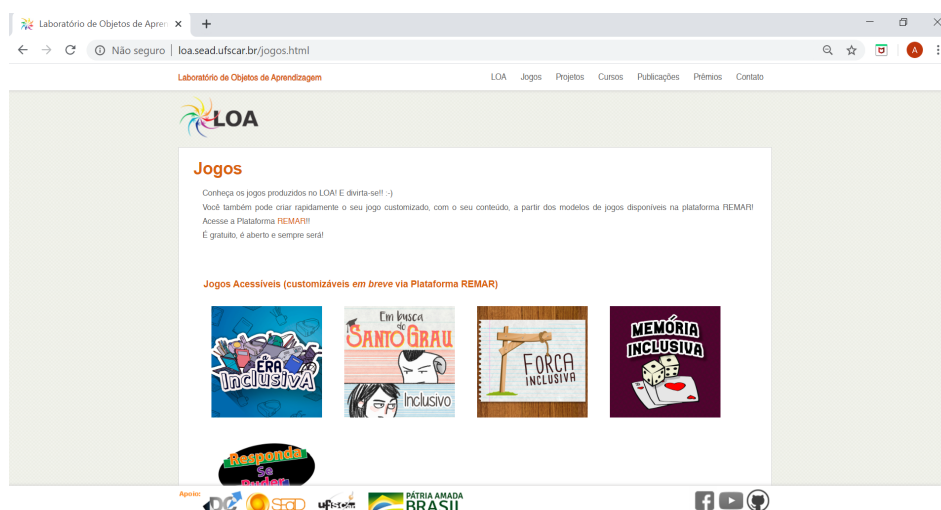 Laboratório de Objetos de Apren
Não seguro | loa.sead.ufscar.br/jogos.html
A
Laboratório de Objetos de Aprendizagem
LOA Jogos Projetos Cursos Publicações Prêmios Contato
LOA
Jogos
Conheça os jogos produzidos no LOA! E divirta-se!! :-)
Você também pode criar rapidamente o seu jogo customizado, com o seu conteúdo, a partir dos modelos de jogos disponíveis na plataforma REMAR!
Acesse a Plataforma REMAR!!
É gratuito, é aberto e sempre será!
Jogos Acessíveis (customizáveis em breve via Plataforma REMAR)
ERA
InclusivA
Em busca
do
SANTO GRAU
Inclusivo
FORCA
INCLUSIVA
MEMÓRIA
INCLUSIVA
Responda
Se
Puder
Apoio:
DC
sead
ufscar
PÁTRIA AMADA
BRASIL